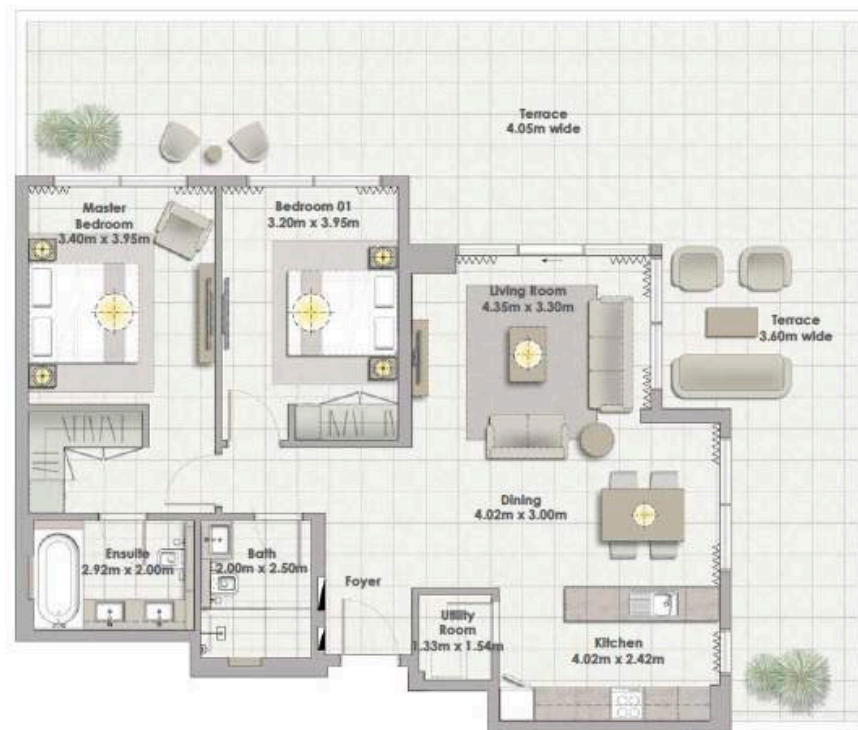 Terrace
4.05m wide
Master
Bedroom
3.40m x 3.95m
Bedroom 01
3.20m x 3.95m
Living Room
4.35m x 3.30m
Terrace
3.60m wide
Dining
4.02m x 3.00m
Ensuite
2.92m x 2.00m
Bath
2.00m x 2.50m
Foyer
Utility
Room
1.33m x 1.54m
Kitchen
4.02m x 2.42m